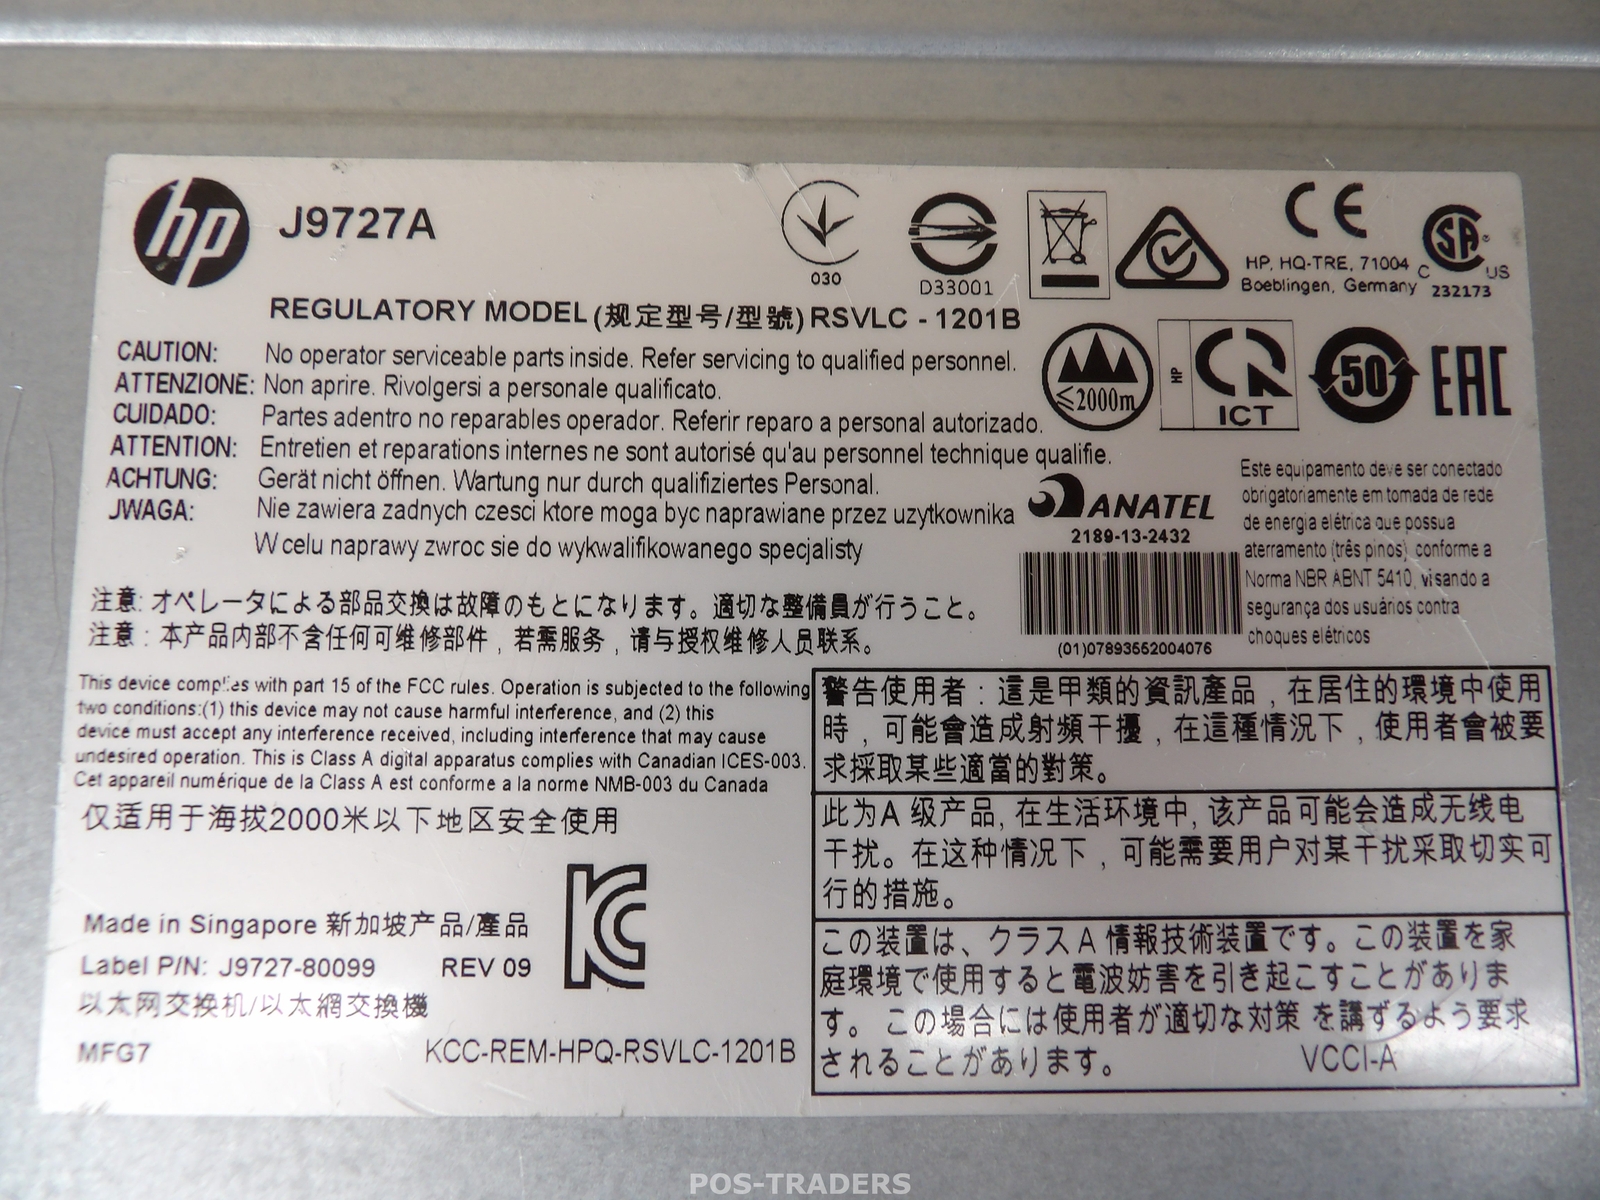 hp
J9727A
030
D33001
CE
HP, HQ-TRE, 71004
Boeblingen, Germany
SA
C US
232173
REGULATORY MODEL (规定型号/型號) RSVLC - 1201B
CAUTION: No operator serviceable parts inside. Refer servicing to qualified personnel.
ATTENZIONE: Non aprire. Rivolgersi a personale qualificato.
CUIDADO: Partes adentro no reparables operador. Referir reparo a personal autorizado.
ATTENTION: Entretien et reparations internes ne sont autorisé qu'au personnel technique qualifie.
ACHTUNG: Gerät nicht öffnen. Wartung nur durch qualifiziertes Personal.
JWAGA: Nie zawiera zadnych czesci ktore moga byc naprawiane przez uzytkownika
W celu naprawy zwroc sie do wykwalifikowanego specjalisty
注意: オペレータによる部品交換は故障のもとになります。適切な整備員が行うこと。
注意：本产品内部不含任何可维修部件，若需服务，请与授权维修人员联系。
≤2000m
HP
ICT
50
EAC
ANATEL
2189-13-2432
(01)07893552004076
Este equipamento deve ser conectado
obrigatoriamente em tomada de rede
de energia elétrica que possua
aterramento (três pinos), conforme a
Norma NBR ABNT 5410, visando a
segurança dos usuários contra
choques elétricos
This device complies with part 15 of the FCC rules. Operation is subjected to the following
two conditions:(1) this device may not cause harmful interference, and (2) this
device must accept any interference received, including interference that may cause
undesired operation. This is Class A digital apparatus complies with Canadian ICES-003.
Cet appareil numérique de la Class A est conforme a la norme NMB-003 du Canada
仅适用于海拔2000米以下地区安全使用
Made in Singapore 新加坡产品/產品
Label P/N: J9727-80099 REV 09
以太网交换机/以太網交換機
MFG7
KCC-REM-HPQ-RSVLC-1201B
警告使用者：這是甲類的資訊產品，在居住的環境中使用
時，可能會造成射頻干擾，在這種情況下，使用者會被要
求採取某些適當的對策。
此为A 级产品, 在生活环境中, 该产品可能会造成无线电
干扰。在这种情况下，可能需要用户对某干扰采取切实可
行的措施。
この装置は、クラスA 情報技術装置です。この装置を家
庭環境で使用すると電波妨害を引き起こすことがありま
す。この場合には使用者が適切な対策 を講ずるよう要求
されることがあります。 VCCI-A
POS-TRADERS